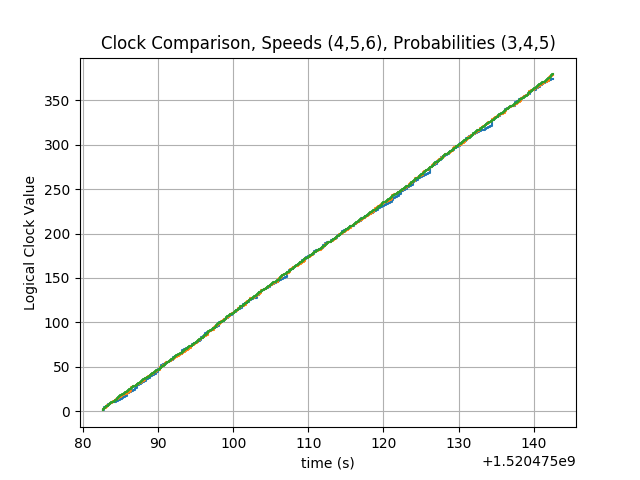 Clock Comparison, Speeds (4,5,6), Probabilities (3,4,5)
Logical Clock Value
350
300
250
200
150
100
50
0
80 90 100 110 120 130 140
time (s)
+1.520475e9